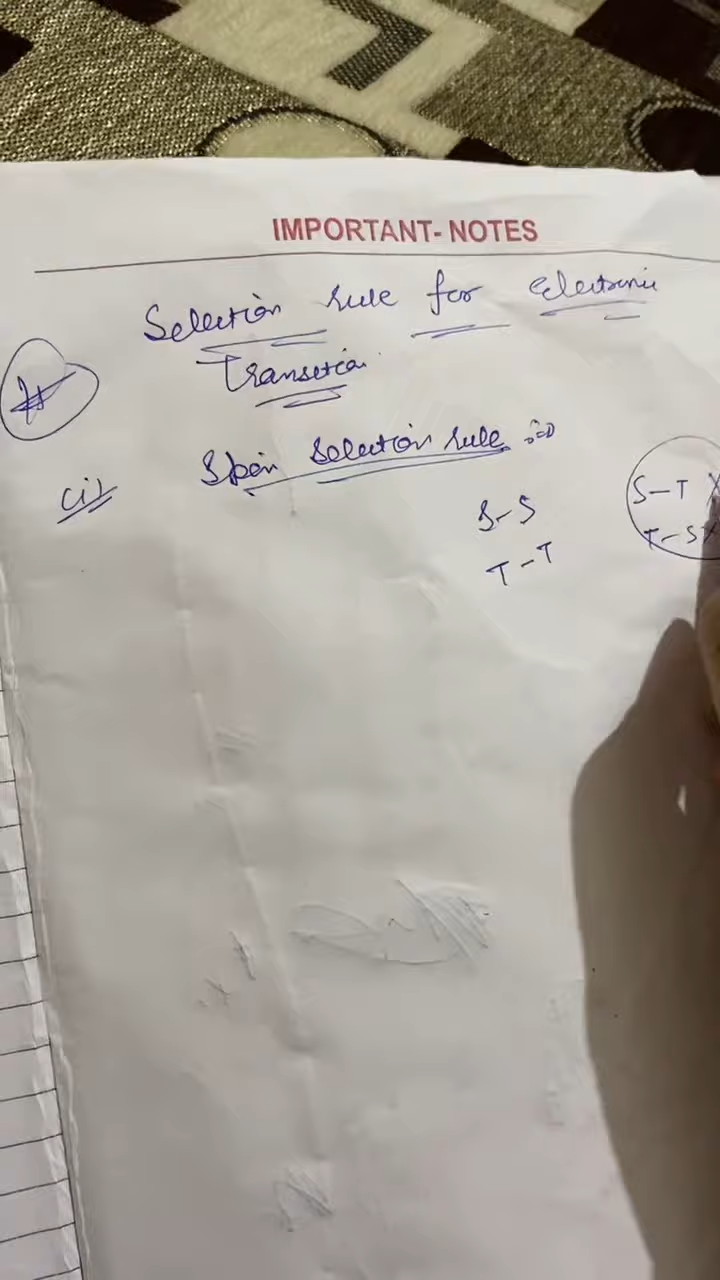 IMPORTANT- NOTES
Selection rule for electronic
Transition
(i) Spin Selection rule :-
S-S
T-T
S-T X
T-S X